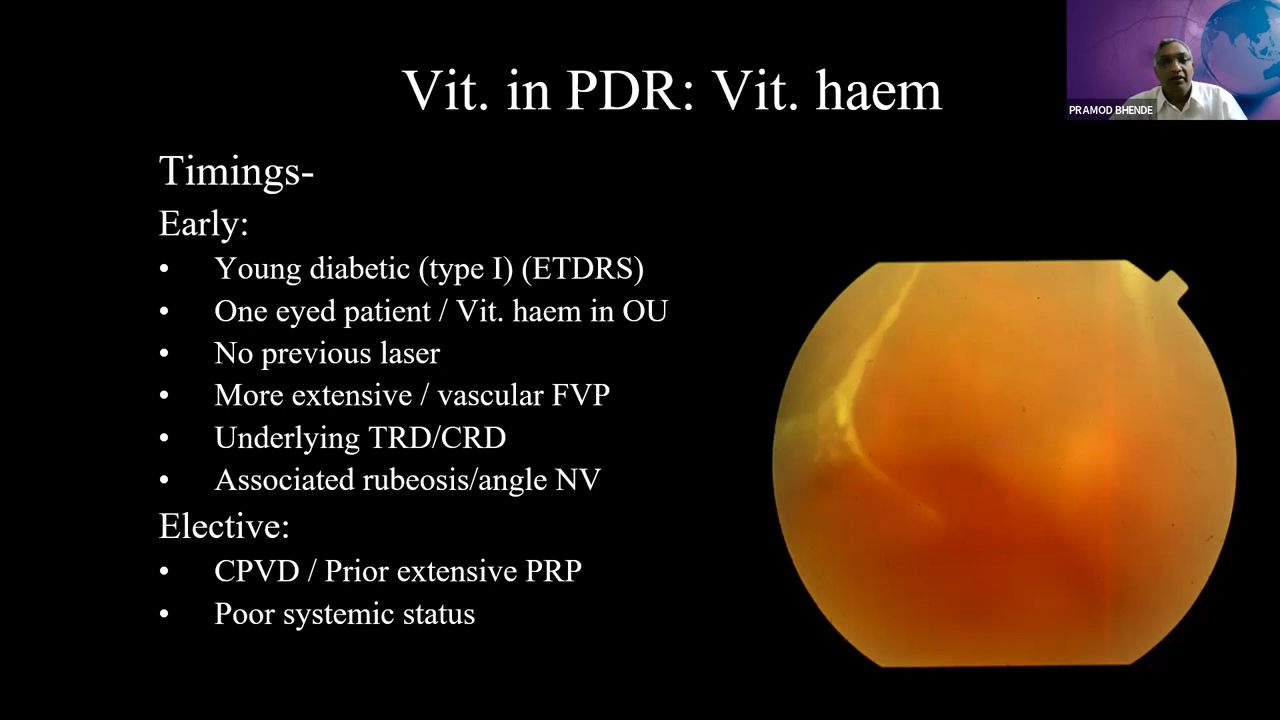 Vit. in PDR: Vit. haem
PRAMOD BHENDE
Timings-
Early:
• Young diabetic (type I) (ETDRS)
• One eyed patient / Vit. haem in OU
• No previous laser
• More extensive / vascular FVP
• Underlying TRD/CRD
• Associated rubeosis/angle NV
Elective:
• CPVD / Prior extensive PRP
• Poor systemic status